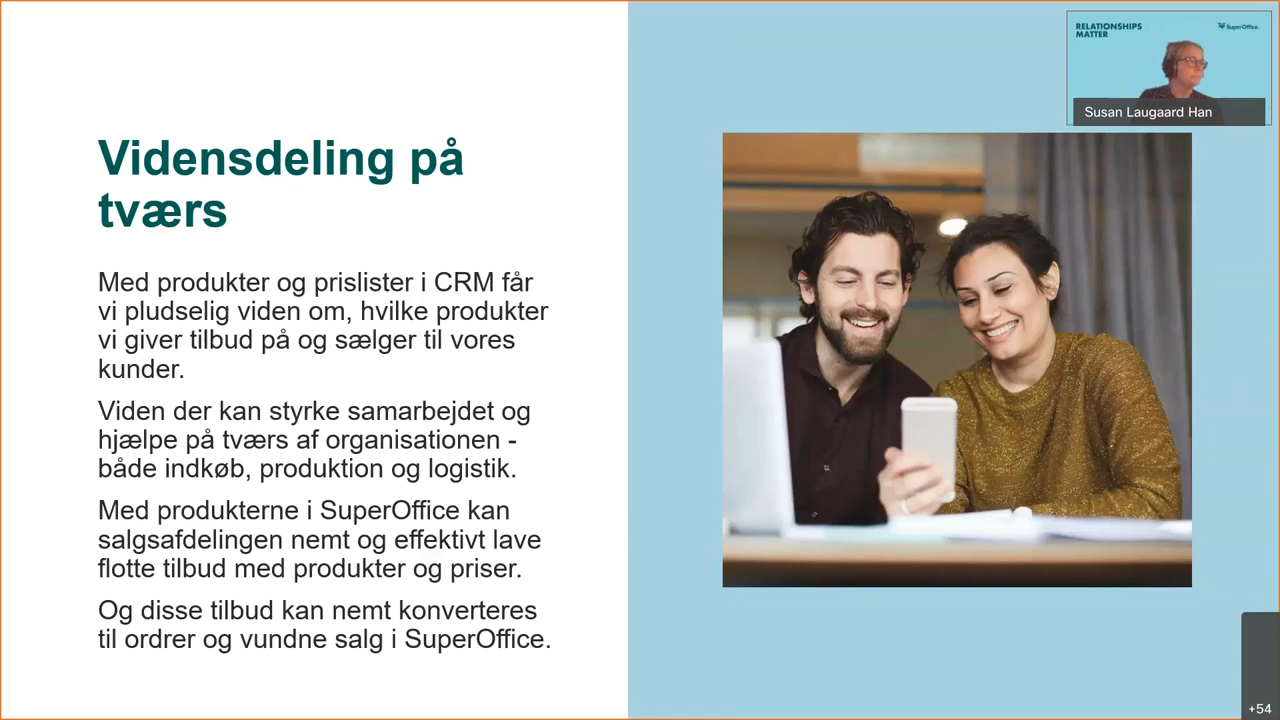 Vidensdeling på
tværs
Med produkter og prislister i CRM får
vi pludselig viden om, hvilke produkter
vi giver tilbud på og sælger til vores
kunder.
Viden der kan styrke samarbejdet og
hjælpe på tværs af organisationen -
både indkøb, produktion og logistik.
Med produkterne i SuperOffice kan
salgsafdelingen nemt og effektivt lave
flotte tilbud med produkter og priser.
Og disse tilbud kan nemt konverteres
til ordrer og vundne salg i SuperOffice.
RELATIONSHIPS
MATTER
SuperOffice
Susan Laugaard Han
+54